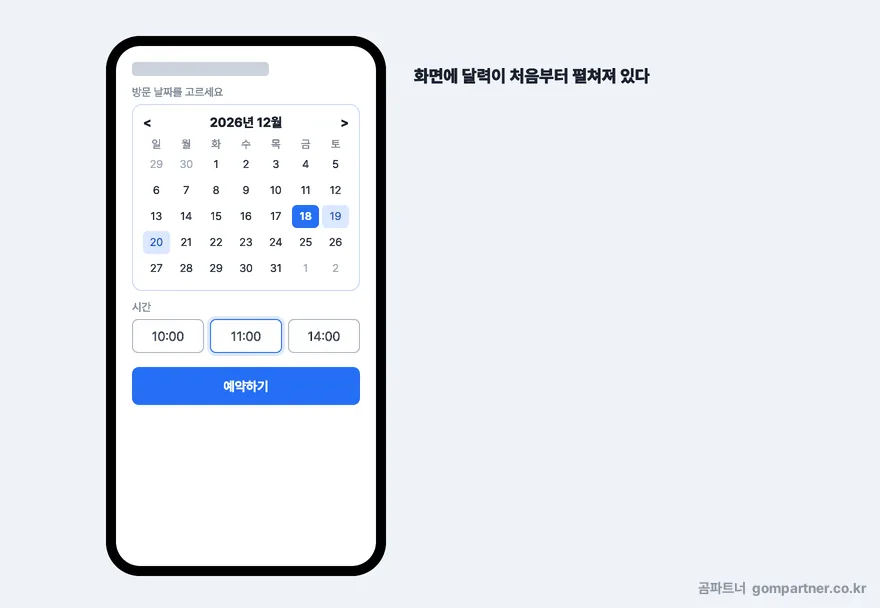 화면에 달력이 처음부터 펼쳐져 있다
방문 날짜를 고르세요
< 2026년 12월 >
일 월 화 수 목 금 토
29 30 1 2 3 4 5
6 7 8 9 10 11 12
13 14 15 16 17 18 19
20 21 22 23 24 25 26
27 28 29 30 31 1 2
시간
10:00 11:00 14:00
예약하기
곰파트너 gompartner.co.kr